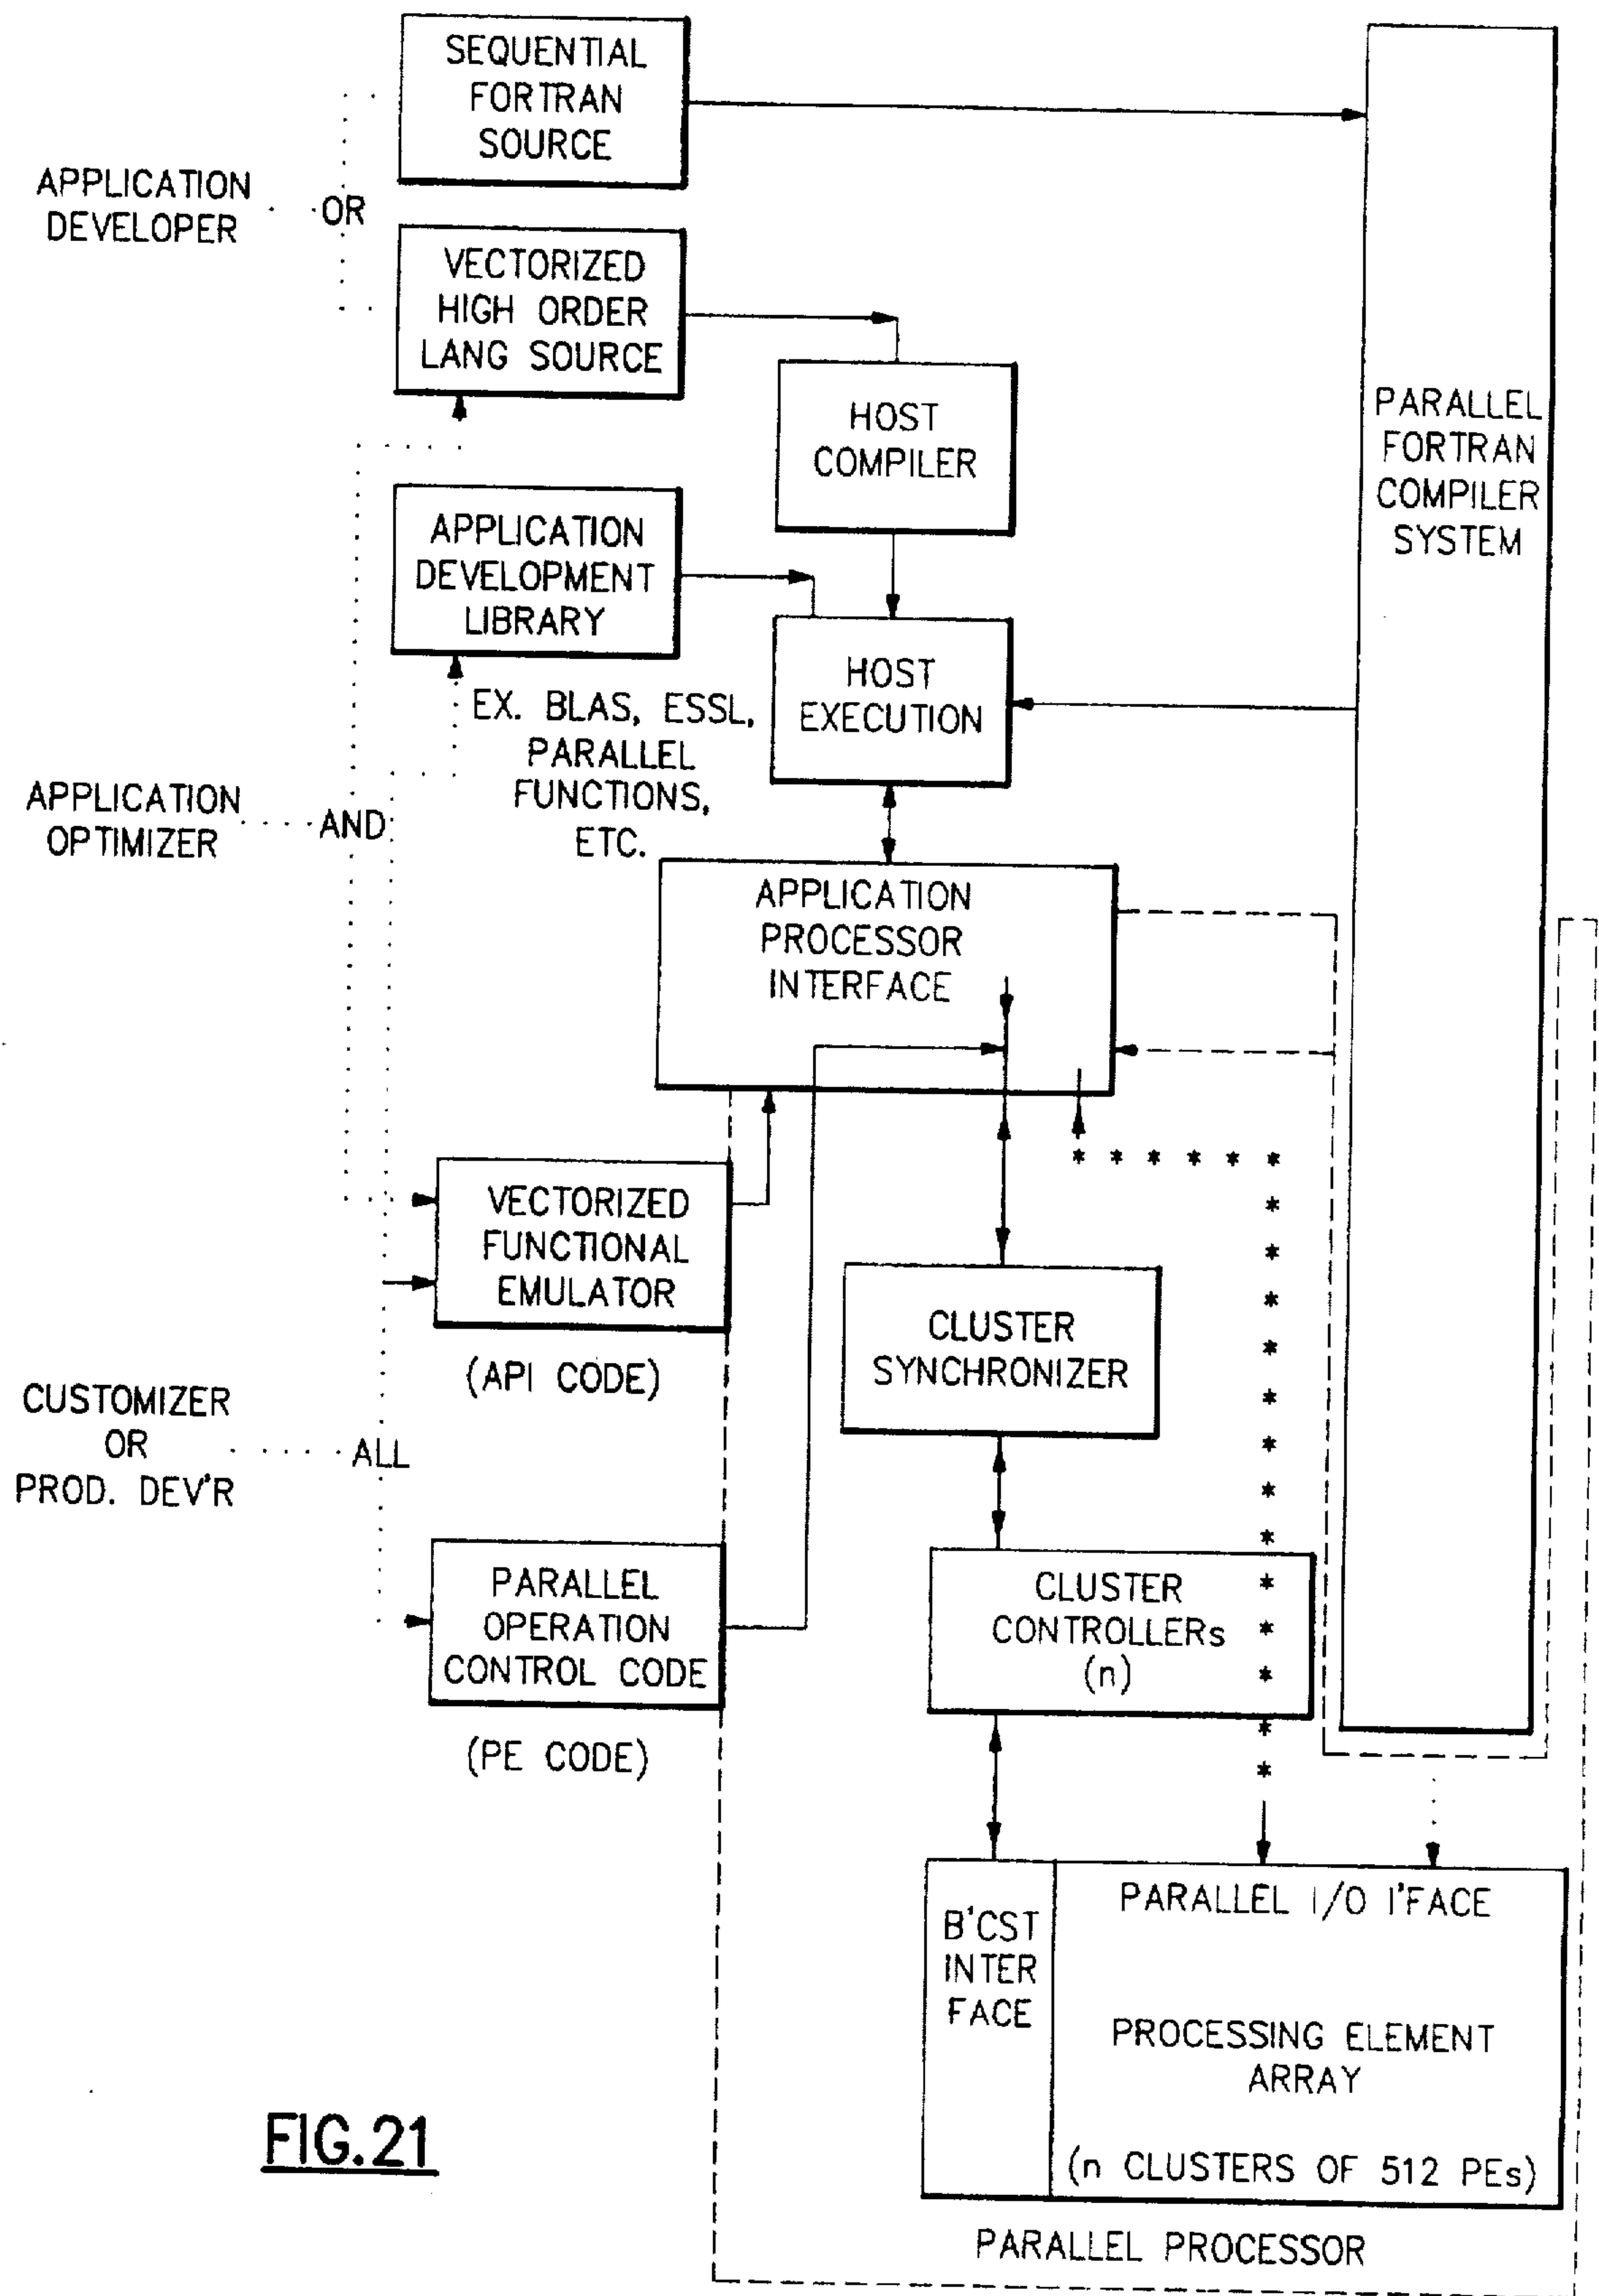 SEQUENTIAL
FORTRAN
SOURCE
APPLICATION
DEVELOPER
OR
VECTORIZED
HIGH ORDER
LANG SOURCE
HOST
COMPILER
PARALLEL
FORTRAN
COMPILER
SYSTEM
APPLICATION
DEVELOPMENT
LIBRARY
HOST
EXECUTION
EX. BLAS, ESSL,
PARALLEL
FUNCTIONS,
ETC.
APPLICATION
OPTIMIZER
AND
APPLICATION
PROCESSOR
INTERFACE
VECTORIZED
FUNCTIONAL
EMULATOR
(API CODE)
CLUSTER
SYNCHRONIZER
CUSTOMIZER
OR
PROD. DEV'R
ALL
PARALLEL
OPERATION
CONTROL CODE
(PE CODE)
CLUSTER
CONTROLLERs
(n)
B'CST
INTER
FACE
PARALLEL I/O I'FACE
PROCESSING ELEMENT
ARRAY
(n CLUSTERS OF 512 PEs)
PARALLEL PROCESSOR
FIG.21